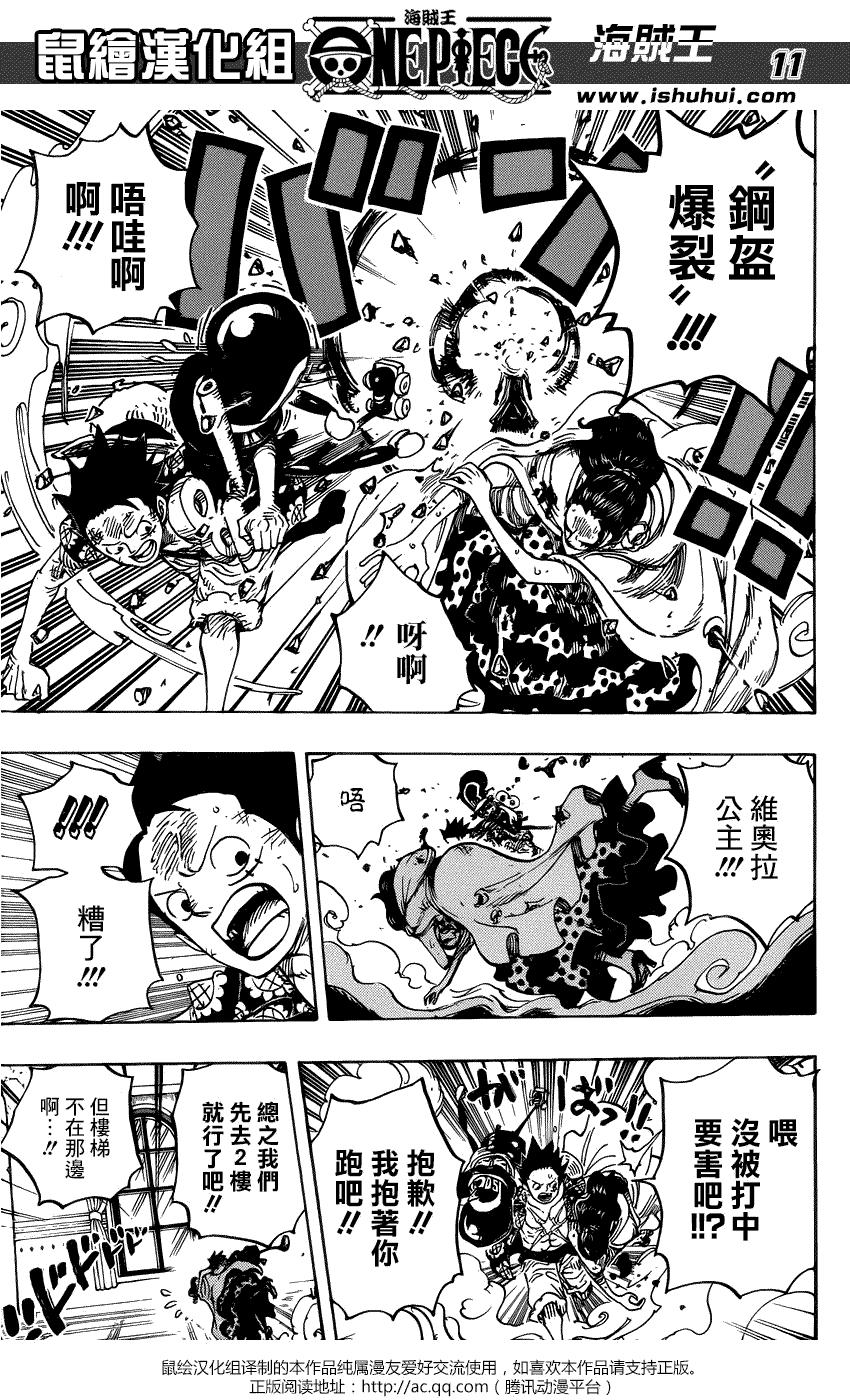 鼠繪漢化組
海賊王
ONE PIECE
海賊王
11
www.ishuhui.com
〝鋼盔
爆裂〟!!!
唔哇啊
啊!!!
呀啊
!!
維奧拉
公主!!!
唔
!!!!
糟了!!!
喂
沒被打中
要害吧!!?
抱歉!!
我抱著你
跑吧!!
總之我們
先去2樓
就行了吧!!
但樓梯
不在那邊
啊…!!
ドドドドド
鼠绘汉化组译制的本作品纯属漫友爱好交流使用，如喜欢本作品请支持正版。
正版阅读地址：http://ac.qq.com（腾讯动漫平台）